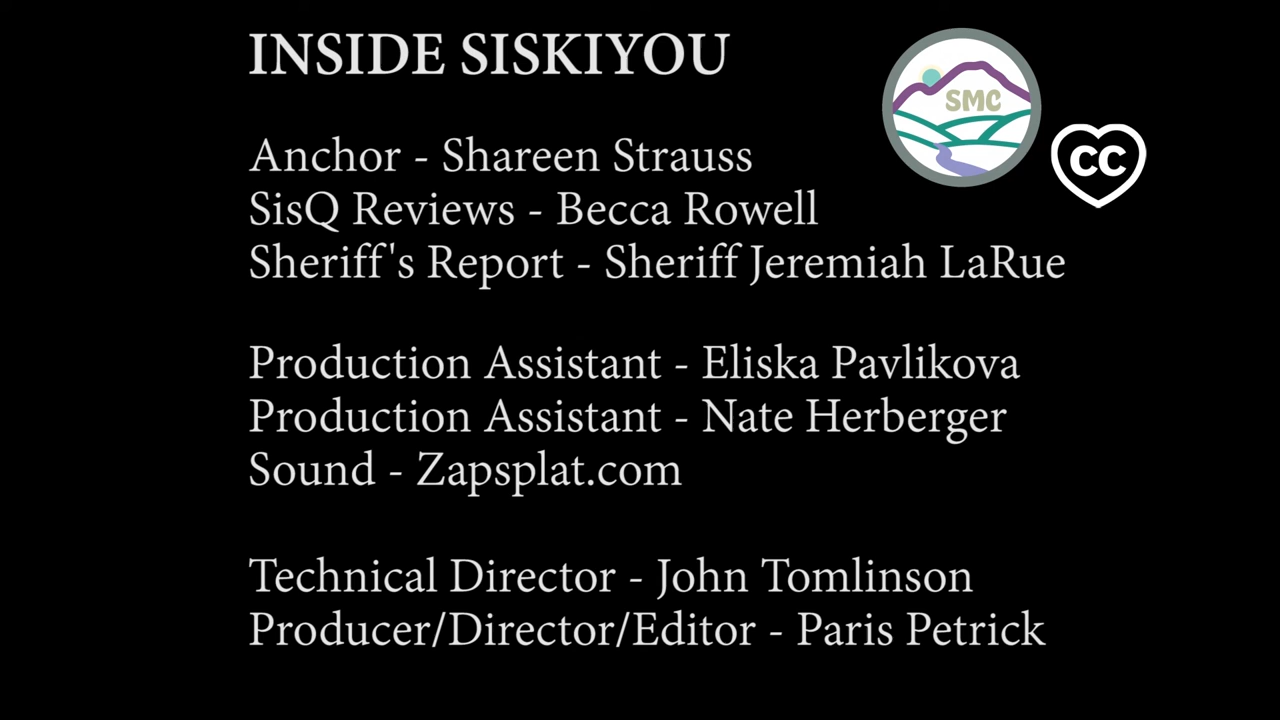 INSIDE SISKIYOU
SMC
CC
Anchor - Shareen Strauss
SisQ Reviews - Becca Rowell
Sheriff's Report - Sheriff Jeremiah LaRue
Production Assistant - Eliska Pavlikova
Production Assistant - Nate Herberger
Sound - Zapsplat.com
Technical Director - John Tomlinson
Producer/Director/Editor - Paris Petrick